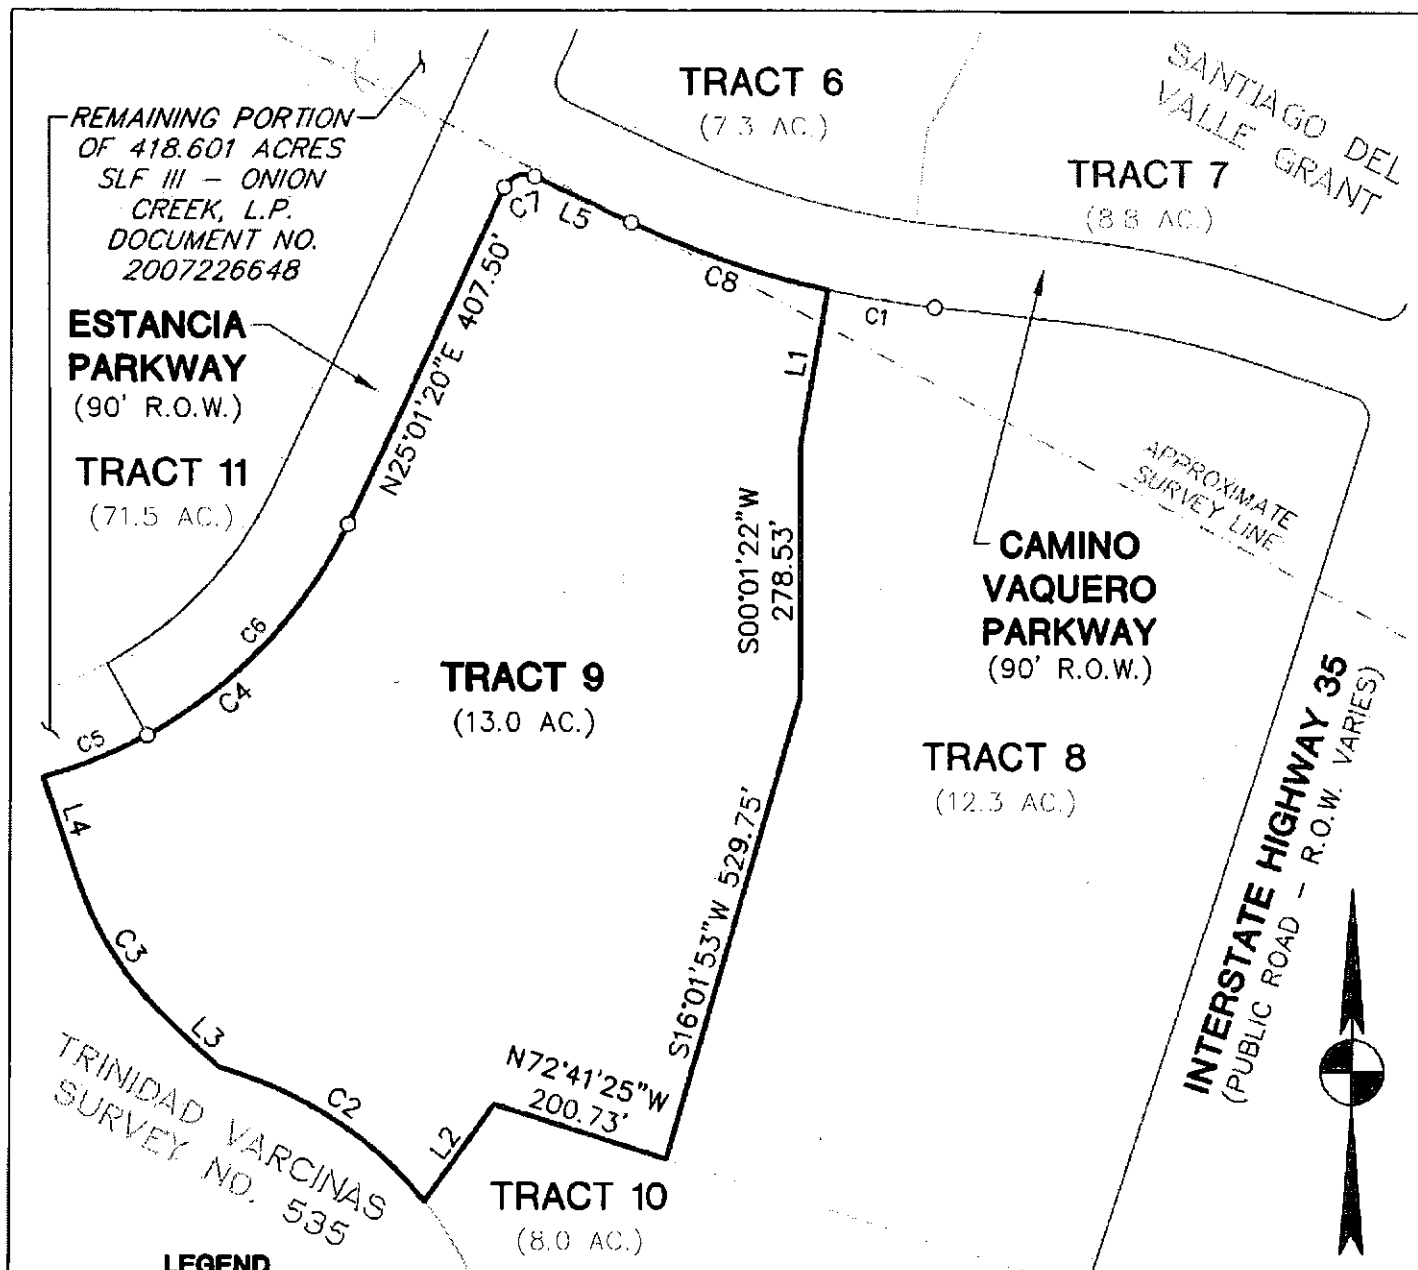 TRACT 6
(7.3 AC.)
SANTIAGO DEL
VALLE GRANT
TRACT 7
(8.8 AC.)
REMAINING PORTION
OF 418.601 ACRES
SLF III – ONION
CREEK, L.P.
DOCUMENT NO.
2007226648
C7
L5
C8
C1
L1
ESTANCIA
PARKWAY
(90' R.O.W.)
N25°01'20"E 407.50'
TRACT 11
(71.5 AC.)
APPROXIMATE
SURVEY LINE
S00°01'22"W
278.53'
CAMINO
VAQUERO
PARKWAY
(90' R.O.W.)
C6
C4
C5
TRACT 9
(13.0 AC.)
TRACT 8
(12.3 AC.)
INTERSTATE HIGHWAY 35
(PUBLIC ROAD – R.O.W. VARIES)
L4
C3
L3
S16°01'53"W 529.75'
N72°41'25"W
200.73'
C2
L2
TRINIDAD VARCINAS
SURVEY NO. 535
TRACT 10
(8.0 AC.)
LEGEND